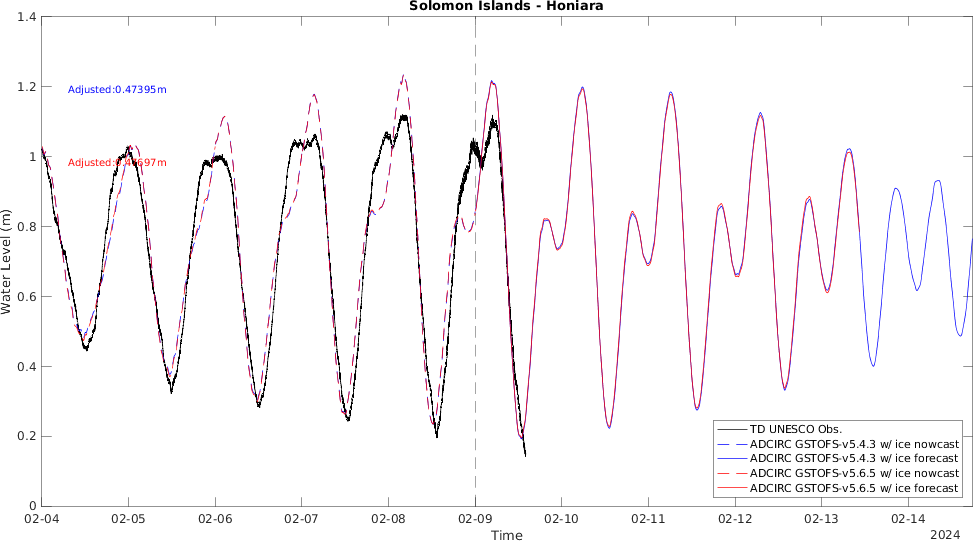 Solomon Islands - Honiara
1.4
1.2
1
0.8
0.6
0.4
0.2
0
Water Level (m)
Adjusted:0.47395m
TD UNESCO Obs.
ADCIRC GSTOFS-v5.4.3 w/ ice nowcast
ADCIRC GSTOFS-v5.4.3 w/ ice forecast
ADCIRC GSTOFS-v5.6.5 w/ ice nowcast
ADCIRC GSTOFS-v5.6.5 w/ ice forecast
02-04 02-05 02-06 02-07 02-08 02-09 02-10 02-11 02-12 02-13 02-14
Time
2024